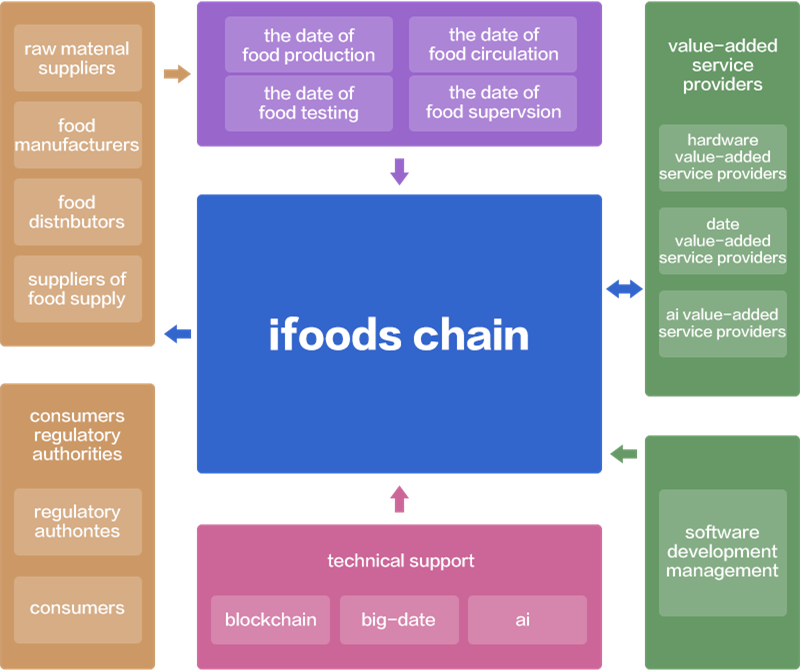 raw matenal
suppliers
food
manufacturers
food
distnbutors
suppliers of
food supply
the date of
food production
the date of
food circulation
the date of
food testing
the date of
food supervsion
value-added
service
providers
hardware
value-added
service providers
date
value-added
service providers
ai value-added
service providers
ifoods chain
consumers
regulatory
authorities
regulatory
authontes
consumers
technical support
blockchain
big-date
ai
software
development
management